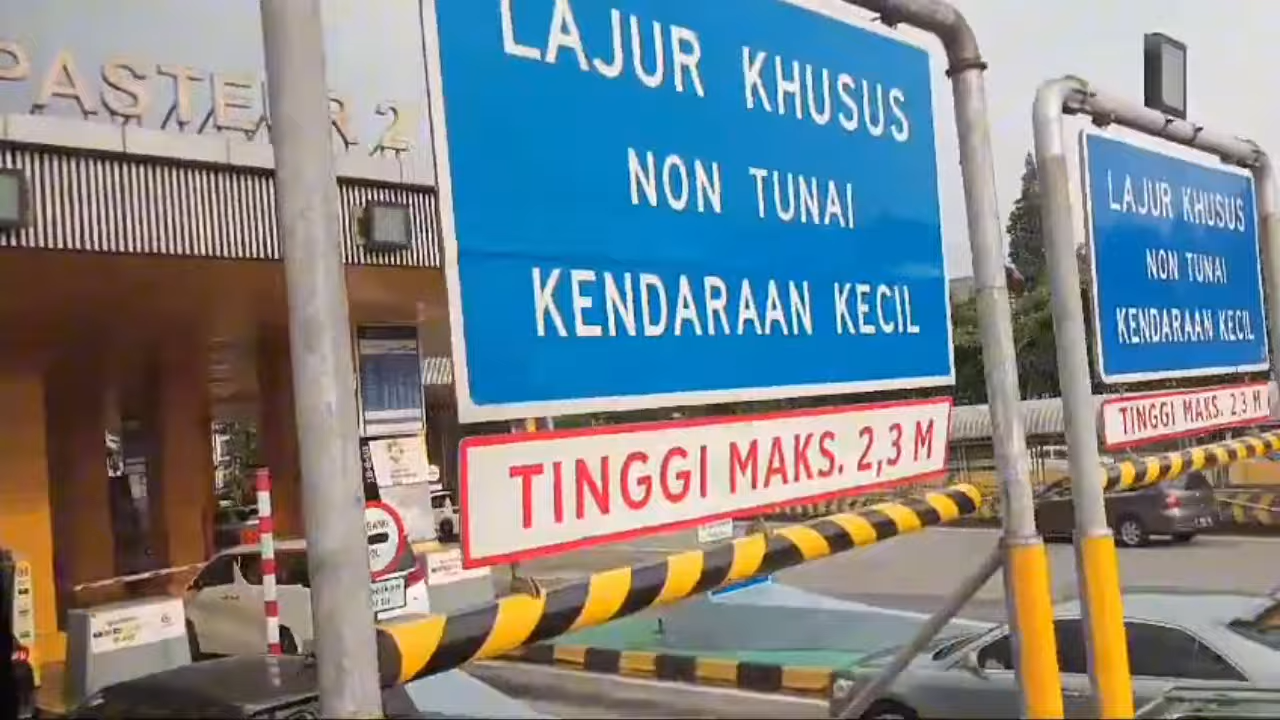 PASTEUR 2
LAJUR KHUSUS
NON TUNAI
KENDARAAN KECIL
TINGGI MAKS. 2,3 M
LAJUR KHUSUS
NON TUNAI
KENDARAAN KECIL
TINGGI MAKS. 2,3 M